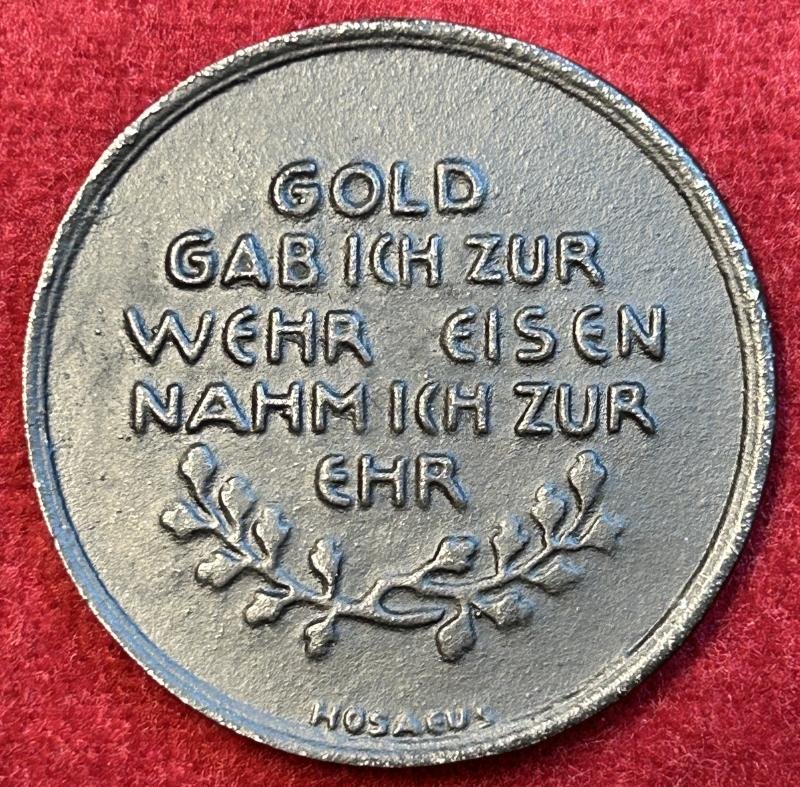 GOLD
GAB ICH ZUR
WEHR EISEN
NAHM ICH ZUR
EHR
HOSAEUS